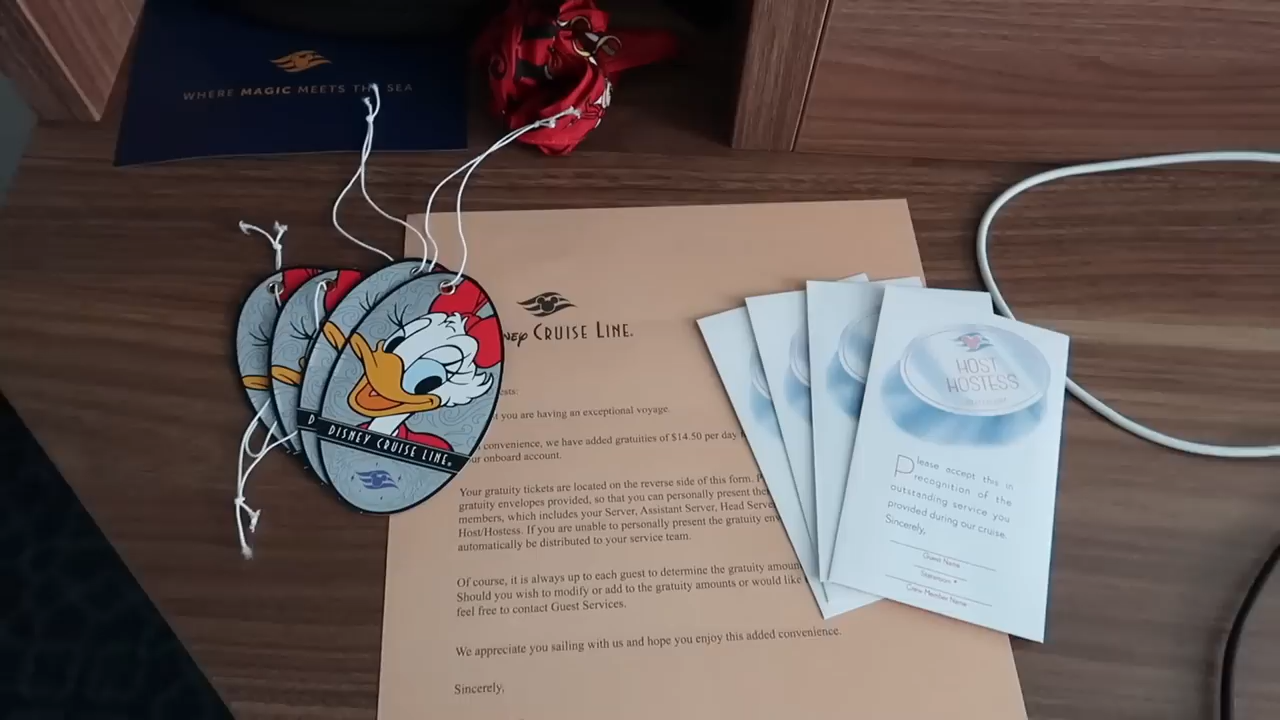 WHERE MAGIC MEETS THE SEA
DISNEY CRUISE LINE.
CRUISE LINE.
you are having an exceptional voyage.
convenience, we have added gratuities of $14.50 per day
onboard account.
Your gratuity tickets are located on the reverse side of this form.
gratuity envelopes provided, so that you can personally present the
members, which includes your Server, Assistant Server, Head
Host/Hostess. If you are unable to personally present the gratuity
automatically be distributed to your service team.
Of course, it is always up to each guest to determine the gratuity
Should you wish to modify or add to the gratuity amounts or would like
feel free to contact Guest Services.
We appreciate you sailing with us and hope you enjoy this added convenience.
Sincerely,
HOST
HOSTESS
Please accept this in
recognition of the
outstanding service you
provided during our cruise.
Sincerely,
Guest Name
Stateroom
Crew Member Name